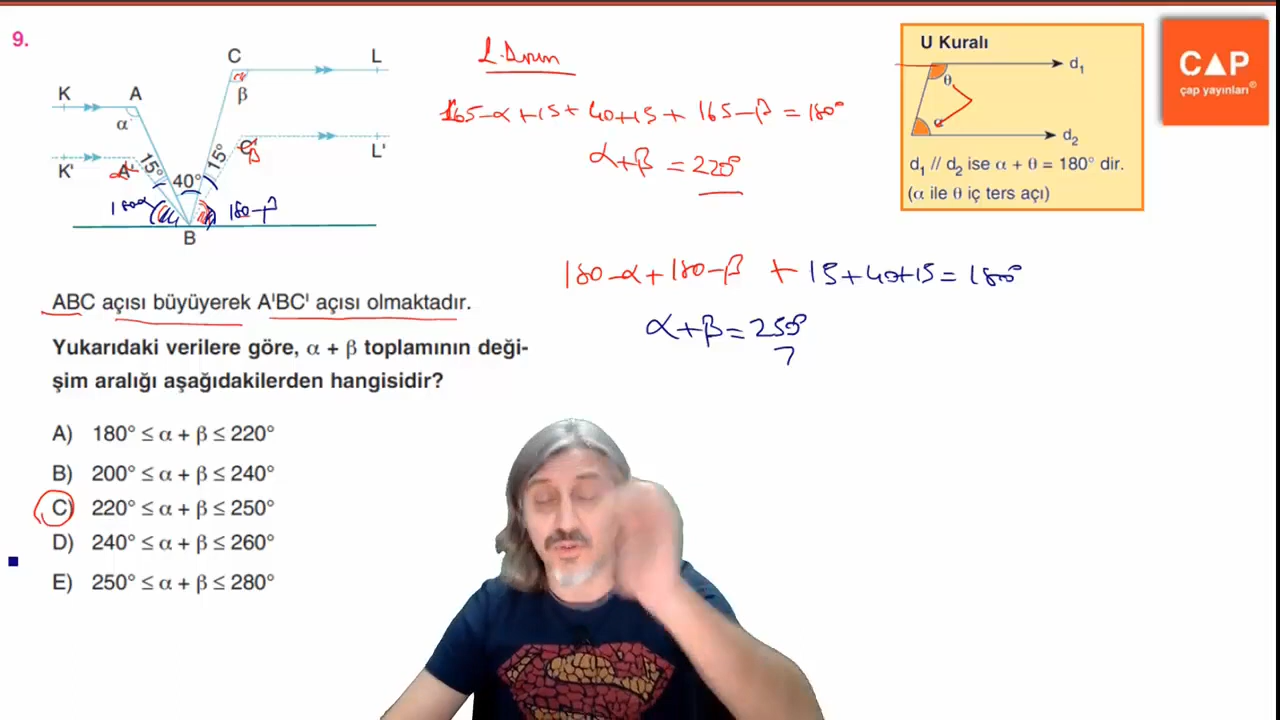 9.
C
L
K
A
β
α
C'
β
L'
K'
A'
α
15°
15°
40°
180-β
B
1. Durum
165-α+15+40+15+165-β=180°
α+β=220°
180-α+180-β+15+40+15=180°
α+β=250°
U Kuralı
d₁
θ
α
d₂
d₁ // d₂ ise α + θ = 180° dir.
(α ile θ iç ters açı)
ÇAP
çap yayınları®
ABC açısı büyüyerek A'BC' açısı olmaktadır.
Yukarıdaki verilere göre, α + β toplamının deği-
şim aralığı aşağıdakilerden hangisidir?
A) 180° ≤ α + β ≤ 220°
B) 200° ≤ α + β ≤ 240°
C) 220° ≤ α + β ≤ 250°
D) 240° ≤ α + β ≤ 260°
E) 250° ≤ α + β ≤ 280°